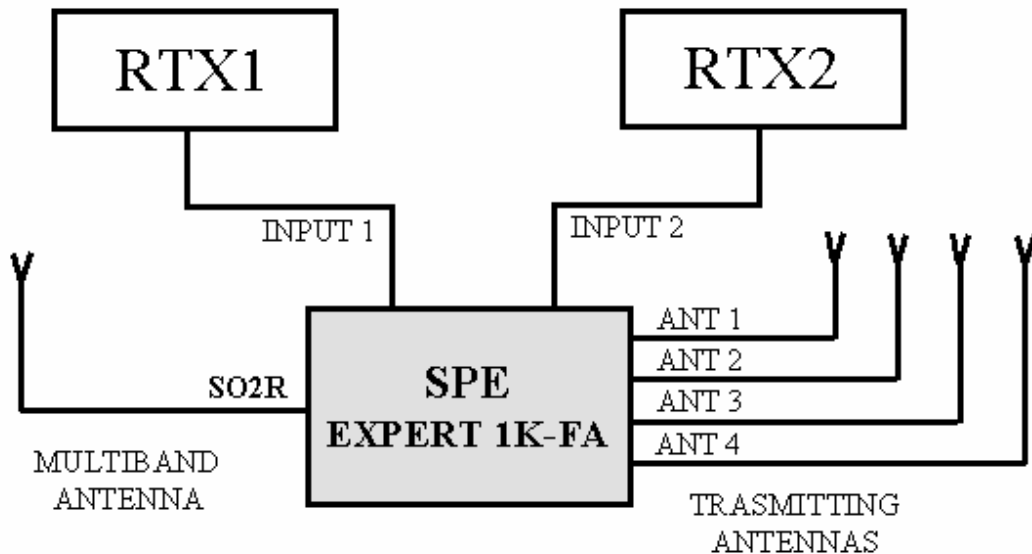 RTX1
RTX2
INPUT 1
INPUT 2
ANT 1
ANT 2
ANT 3
ANT 4
SO2R
SPE
EXPERT 1K-FA
MULTIBAND
ANTENNA
TRASMITTING
ANTENNAS